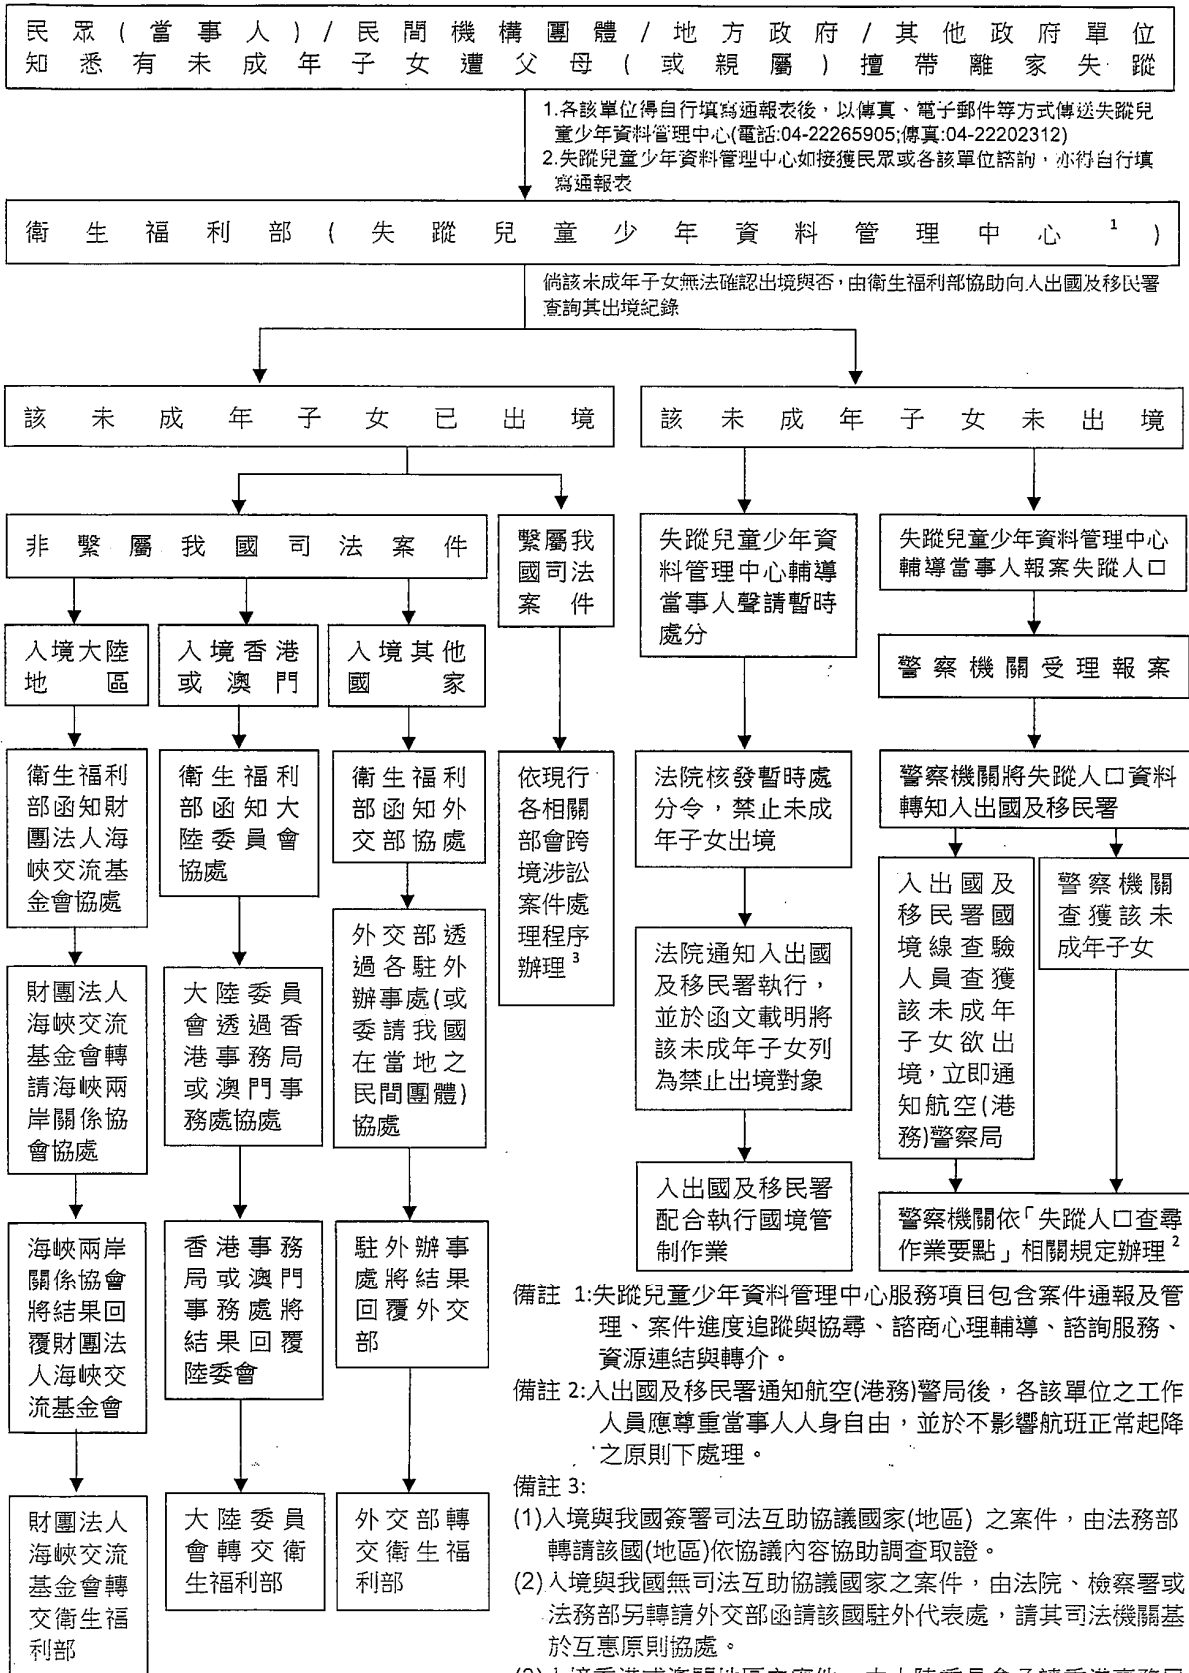 民眾(當事人)/民間機構團體/地方政府/其他政府單位
知悉有未成年子女遭父母(或親屬)擅帶離家失蹤
1.各該單位得自行填寫通報表後，以傳真、電子郵件等方式傳送失蹤兒
童少年資料管理中心(電話:04-22265905;傳真:04-22202312)
2.失蹤兒童少年資料管理中心如接獲民眾或各該單位諮詢，亦得自行填
寫通報表
衛生福利部(失蹤兒童少年資料管理中心1)
倘該未成年子女無法確認出境與否，由衛生福利部協助向入出國及移民署
查詢其出境紀錄
該未成年子女已出境
該未成年子女未出境
非繫屬我國司法案件
繫屬我
國司法
案件
失蹤兒童少年資
料管理中心輔導
當事人聲請暫時
處分
失蹤兒童少年資料管理中心
輔導當事人報案失蹤人口
入境大陸
地區
入境香港
或澳門
入境其他
國家
警察機關受理報案
衛生福利
部函知財
團法人海
峽交流基
金會協處
衛生福利
部函知大
陸委員會
協處
衛生福利
部函知外
交部協處
依現行
各相關
部會跨
境涉訟
案件處
理程序
辦理3
法院核發暫時處
分令，禁止未成
年子女出境
警察機關將失蹤人口資料
轉知入出國及移民署
入出國及
移民署國
境線查驗
人員查獲
該未成年
子女欲出
境，立即通
知航空(港
務)警察局
警察機關
查獲該未
成年子女
財團法人
海峽交流
基金會轉
請海峽兩
岸關係協
會協處
大陸委員
會透過香
港事務局
或澳門事
務處協處
外交部透
過各駐外
辦事處(或
委請我國
在當地之
民間團體)
協處
法院通知入出國
及移民署執行，
並於函文載明將
該未成年子女列
為禁止出境對象
入出國及移民署
配合執行國境管
制作業
警察機關依「失蹤人口查尋
作業要點」相關規定辦理2
海峽兩岸
關係協會
將結果回
覆財團法
人海峽交
流基金會
香港事務
局或澳門
事務處將
結果回覆
陸委會
駐外辦事
處將結果
回覆外交
部
財團法人
海峽交流
基金會轉
交衛生福
利部
大陸委員
會轉交衛
生福利部
外交部轉
交衛生福
利部
備註 1:失蹤兒童少年資料管理中心服務項目包含案件通報及管
理、案件進度追蹤與協尋、諮商心理輔導、諮詢服務、
資源連結與轉介。
備註 2:入出國及移民署通知航空(港務)警局後，各該單位之工作
人員應尊重當事人人身自由，並於不影響航班正常起降
之原則下處理。
備註 3:
(1)入境與我國簽署司法互助協議國家(地區) 之案件，由法務部
轉請該國(地區)依協議內容協助調查取證。
(2)入境與我國無司法互助協議國家之案件，由法院、檢察署或
法務部另轉請外交部函請該國駐外代表處，請其司法機關基
於互惠原則協處。